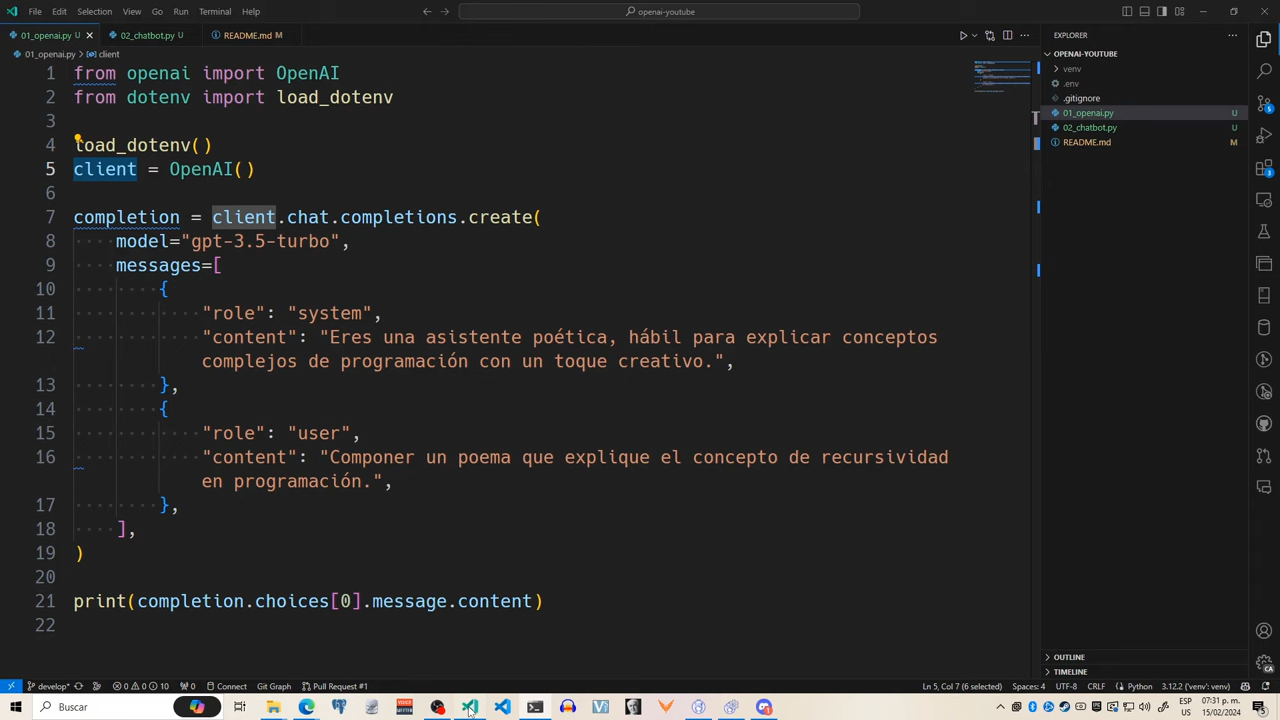 File Edit Selection View Go Run Terminal Help
openai-youtube
01_openai.py U
02_chatbot.py U
README.md M
EXPLORER
01_openai.py > client
OPENAI-YOUTUBE
venv
.env
.gitignore
01_openai.py U
02_chatbot.py U
README.md M
1 from openai import OpenAI
2 from dotenv import load_dotenv
3
4 load_dotenv()
5 client = OpenAI()
6
7 completion = client.chat.completions.create(
8 model="gpt-3.5-turbo",
9 messages=[
10 {
11 "role": "system",
12 "content": "Eres una asistente poética, hábil para explicar conceptos
complejos de programación con un toque creativo.",
13 },
14 {
15 "role": "user",
16 "content": "Componer un poema que explique el concepto de recursividad
en programación.",
17 },
18 ],
19 )
20
21 print(completion.choices[0].message.content)
22
OUTLINE
TIMELINE
develop* 0 0 10 0 Connect Git Graph Pull Request #1 Ln 5, Col 7 (6 selected) Spaces: 4 UTF-8 CRLF Python 3.12.2 ('venv': venv)
Buscar
ESP
US
07:31 p. m.
15/02/2024